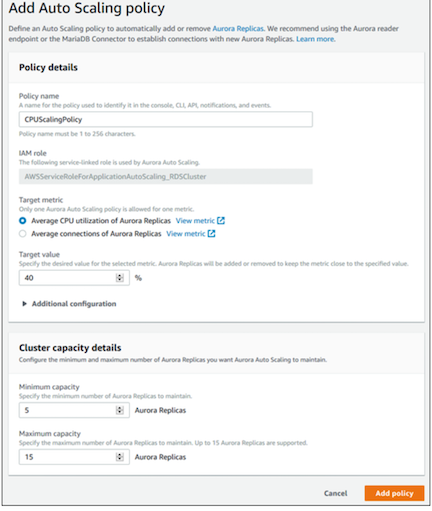 Add Auto Scaling policy
Define an Auto Scaling policy to automatically add or remove Aurora Replicas. We recommend using the Aurora reader
endpoint or the MariaDB Connector to establish connections with new Aurora Replicas. Learn more.
Policy details
Policy name
A name for the policy used to identify it in the console, CLI, API, notifications, and events.
CPUScalingPolicy
Policy name must be 1 to 256 characters.
IAM role
The following service-linked role is used by Aurora Auto Scaling.
AWSServiceRoleForApplicationAutoScaling_RDSCluster
Target metric
Only one Aurora Auto Scaling policy is allowed for one metric.
Average CPU utilization of Aurora Replicas View metric
Average connections of Aurora Replicas View metric
Target value
Specify the desired value for the selected metric. Aurora Replicas will be added or removed to keep the metric close to the specified value.
40 %
Additional configuration
Cluster capacity details
Configure the minimum and maximum number of Aurora Replicas you want Aurora Auto Scaling to maintain.
Minimum capacity
Specify the minimum number of Aurora Replicas to maintain.
5 Aurora Replicas
Maximum capacity
Specify the maximum number of Aurora Replicas to maintain. Up to 15 Aurora Replicas are supported.
15 Aurora Replicas
Cancel Add policy